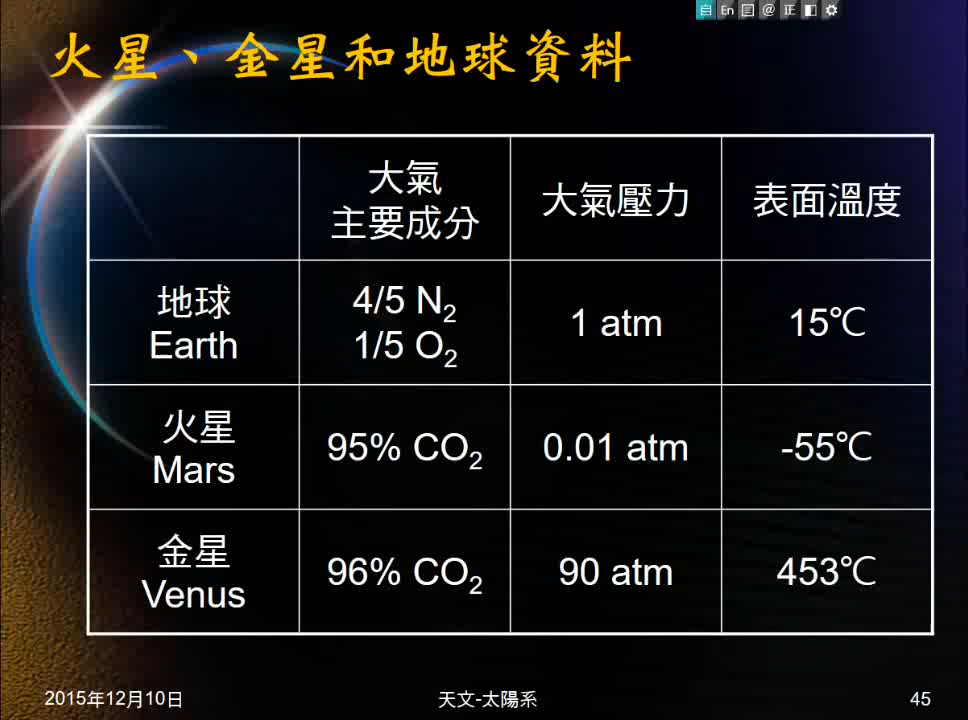 自 En @ 正
火星、金星和地球資料
大氣
主要成分
大氣壓力
表面溫度
地球
Earth
4/5 N₂
1/5 O₂
1 atm
15℃
火星
Mars
95% CO₂
0.01 atm
-55℃
金星
Venus
96% CO₂
90 atm
453℃
2015年12月10日
天文-太陽系
45